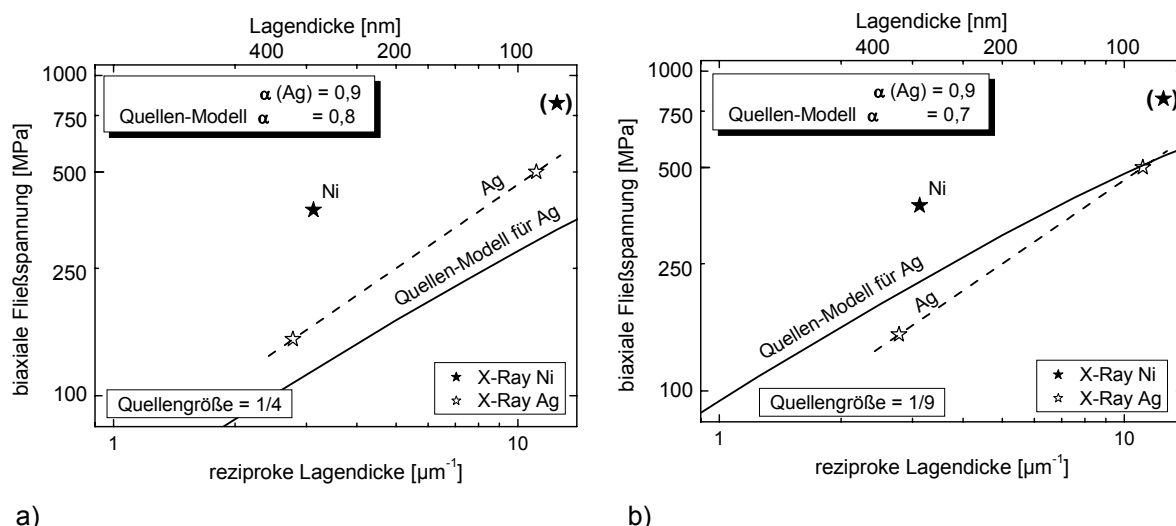 Lagendicke [nm]
400 200 100
1000
750
500
250
100
biaxiale Fließspannung [MPa]
α (Ag) = 0,9
Quellen-Modell α = 0,8
(★)
Ni
Ag
Quellen-Modell für Ag
Quellengröße = 1/4
★ X-Ray Ni
☆ X-Ray Ag
1 10
reziproke Lagendicke [µm⁻¹]
a)
Lagendicke [nm]
400 200 100
1000
750
500
250
100
biaxiale Fließspannung [MPa]
α (Ag) = 0,9
Quellen-Modell α = 0,7
(★)
Ni
Quellen-Modell für Ag
Ag
Quellengröße = 1/9
★ X-Ray Ni
☆ X-Ray Ag
1 10
reziproke Lagendicke [µm⁻¹]
b)